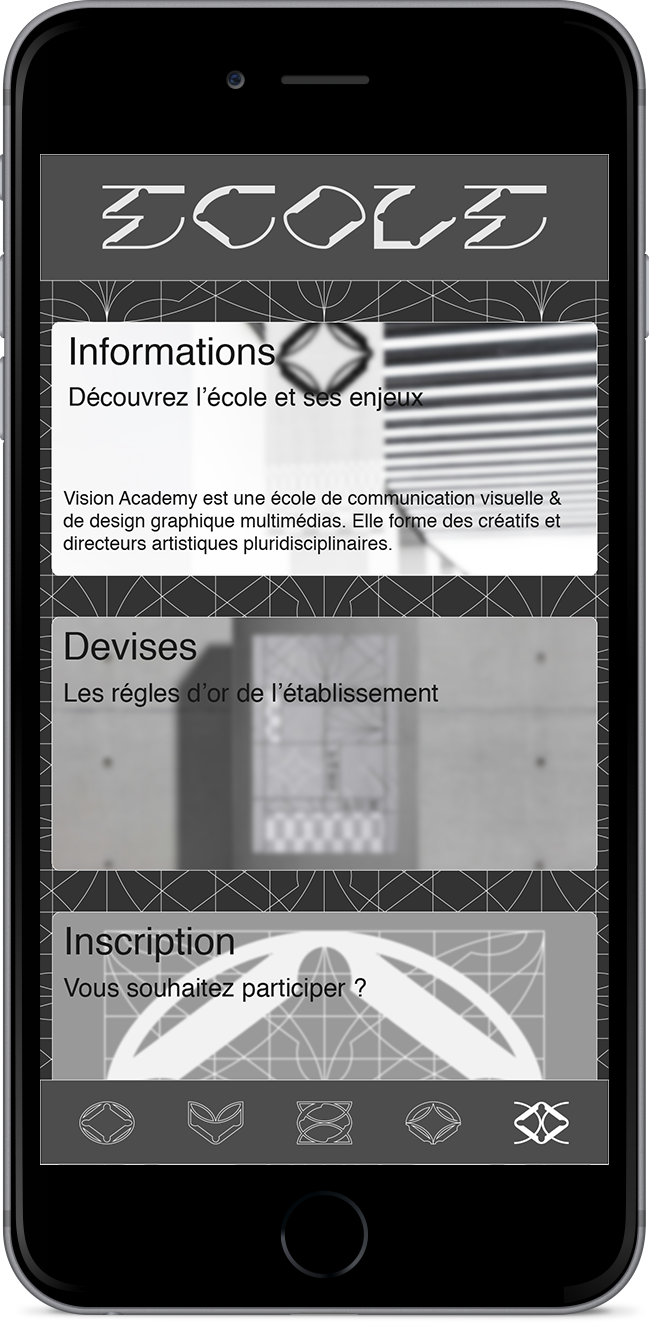 ECOLE
Informations
Découvrez l’école et ses enjeux
Vision Academy est une école de communication visuelle &
de design graphique multimédias. Elle forme des créatifs et
directeurs artistiques pluridisciplinaires.
Devises
Les régles d’or de l’établissement
Inscription
Vous souhaitez participer ?